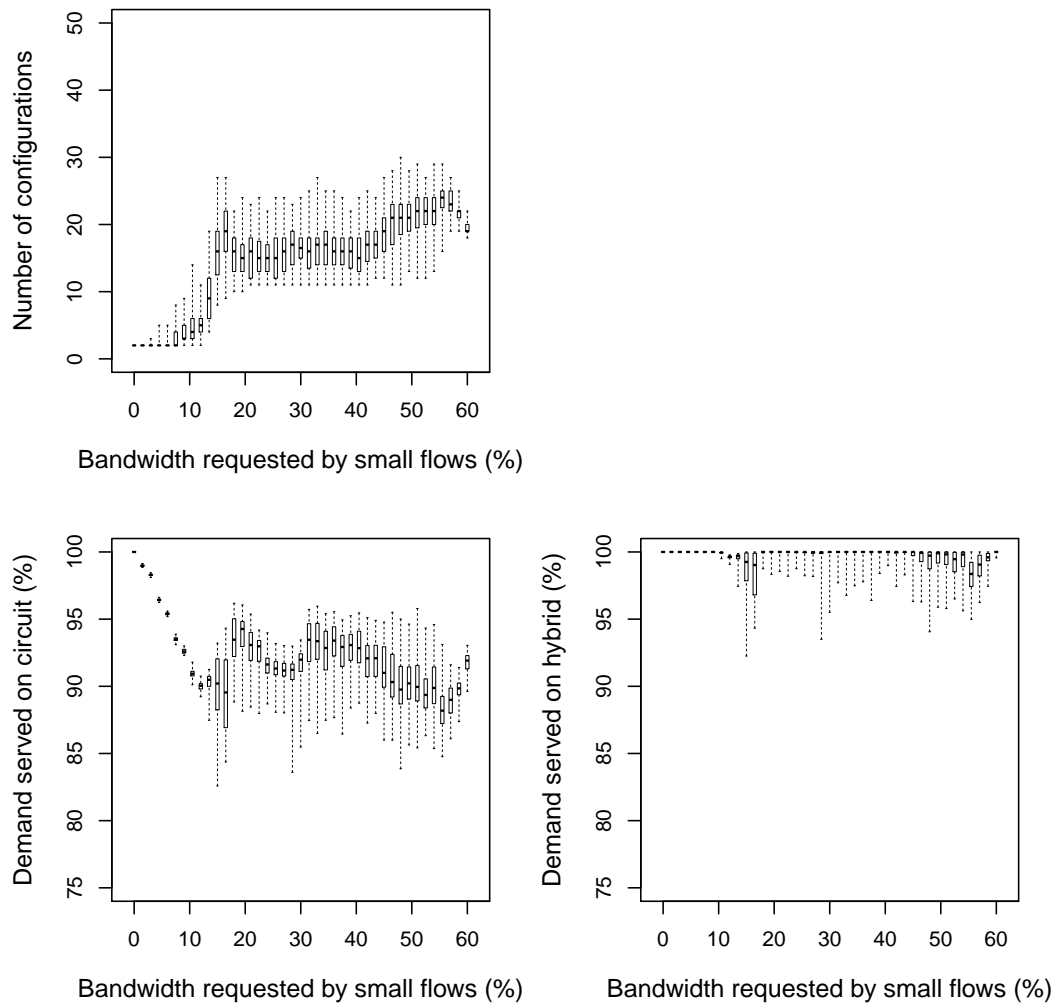 Number of configurations
50
40
30
20
10
0
0 10 20 30 40 50 60
Bandwidth requested by small flows (%)
Demand served on circuit (%)
100
95
90
85
80
75
0 10 20 30 40 50 60
Bandwidth requested by small flows (%)
Demand served on hybrid (%)
100
95
90
85
80
75
0 10 20 30 40 50 60
Bandwidth requested by small flows (%)